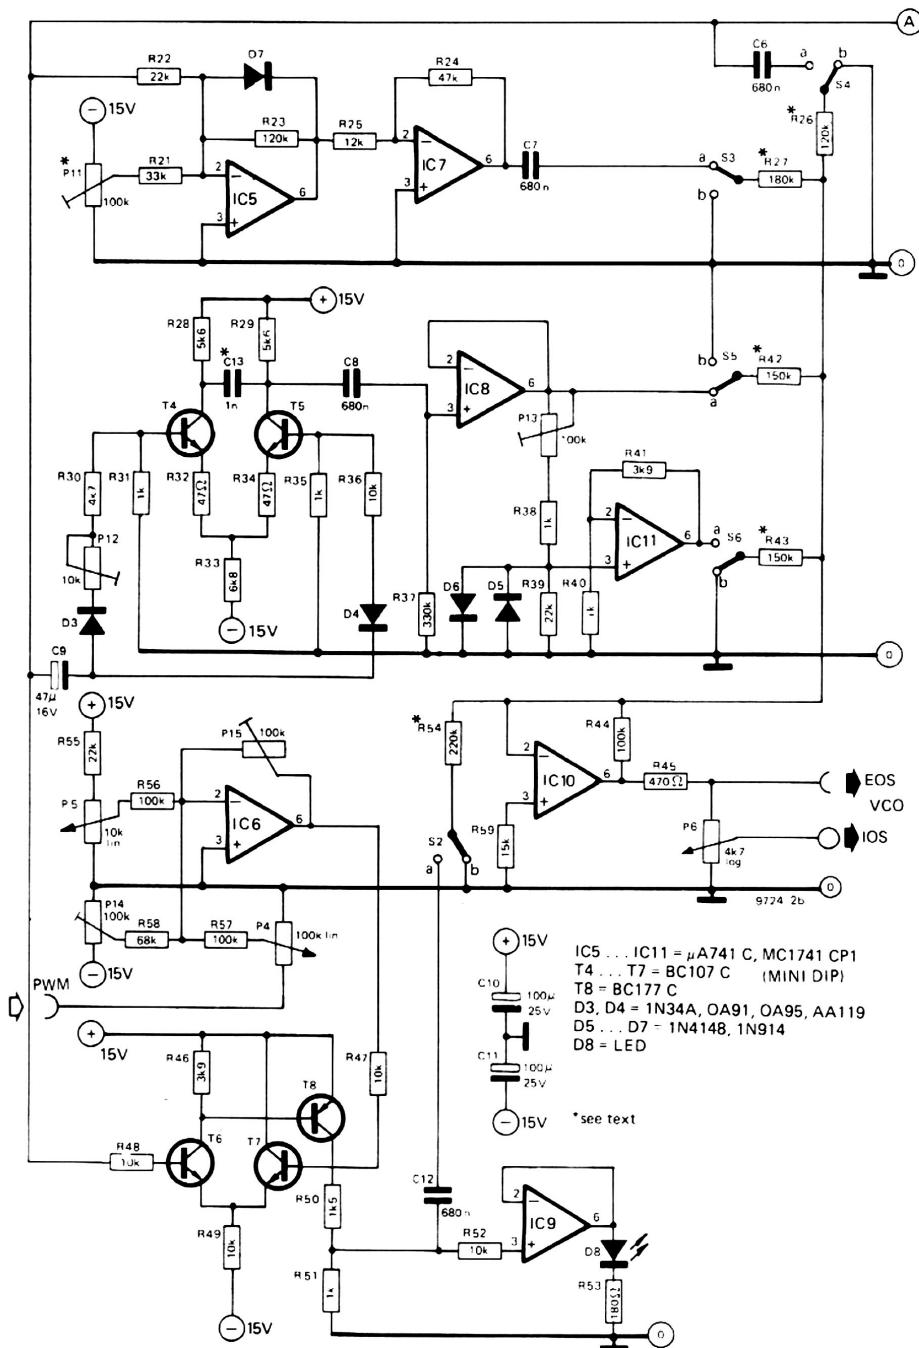 A
C6
680n
a
b
S4
*R26
120k
R22
22k
D7
R24
47k
− 15V
R23
120k
R25
12k
C7
680n
a
S3
b
*R27
180k
* P11
100k
R21
33k
2
−
3
+
6
IC5
2
−
3
+
6
IC7
0
+ 15V
R28
5k6
R29
5k6
* C13
1n
C8
680n
2
−
3
+
6
IC8
b
S5
a
*R42
150k
T4
T5
P13
100k
R41
3k9
R30
4k7
R31
1k
R32
47Ω
R34
47Ω
R35
1k
R36
10k
R38
1k
2
−
3
+
6
IC11
a
S6
b
*R43
150k
P12
10k
R33
6k8
D3
− 15V
D4
R37
330k
D6
D5
R39
22k
R40
1k
0
C9
47µ
16V
+ 15V
P15
100k
*R54
220k
R44
100k
R55
22k
R56
100k
2
−
3
+
6
IC10
R45
470Ω
EOS
VCO
P5
10k
lin
2
−
3
+
6
IC6
R59
15k
P6
4k7
log
IOS
S2
a
b
0
9724 2b
P14
100k
R58
68k
R57
100k
P4
100k lin
− 15V
PWM
+ 15V
C10
100µ
25V
C11
100µ
25V
− 15V
IC5 ... IC11 = µA741 C, MC1741 CP1
T4 ... T7 = BC107 C (MINI DIP)
T8 = BC177 C
D3, D4 = 1N34A, OA91, OA95, AA119
D5 ... D7 = 1N4148, 1N914
D8 = LED
*see text
+
15V
R46
3k9
R47
10k
T8
T6
T7
R48
10k
R50
1k5
C12
680n
R49
10k
R52
10k
2
−
3
+
6
IC9
D8
R53
180Ω
R51
1k
− 15V
0